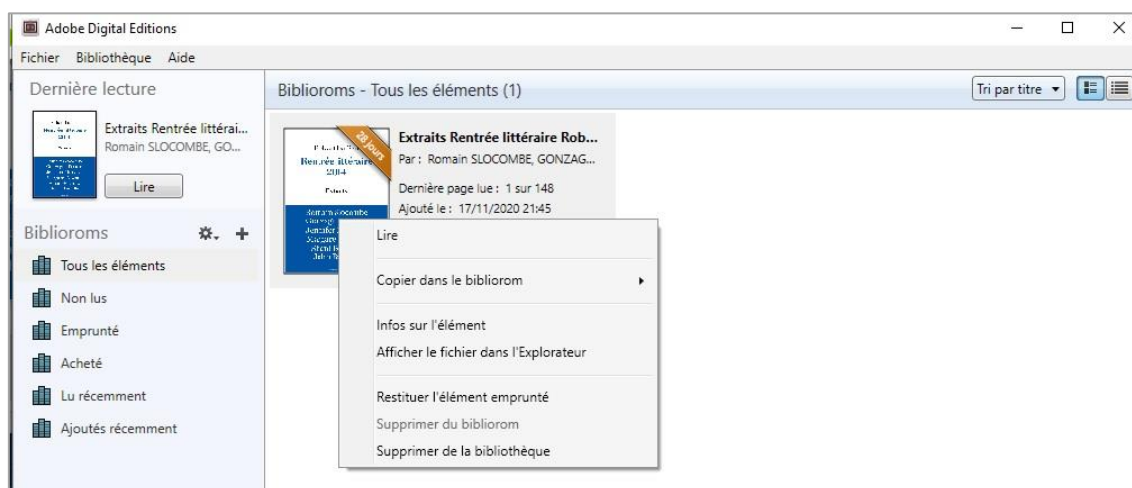 Adobe Digital Editions
Fichier Bibliothèque Aide
Dernière lecture
Extraits Rentrée littérai...
Romain SLOCOMBE, GO...
Lire
Biblioroms
Tous les éléments
Non lus
Emprunté
Acheté
Lu récemment
Ajoutés récemment
Biblioroms - Tous les éléments (1)
Tri par titre
28 jours
Rentrée littéraire
2014
Extraits
Romain Slocombe
Extraits Rentrée littéraire Rob...
Par : Romain SLOCOMBE, GONZAG...
Dernière page lue : 1 sur 148
Ajouté le : 17/11/2020 21:45
Lire
Copier dans le bibliorom
Infos sur l'élément
Afficher le fichier dans l'Explorateur
Restituer l'élément emprunté
Supprimer du bibliorom
Supprimer de la bibliothèque